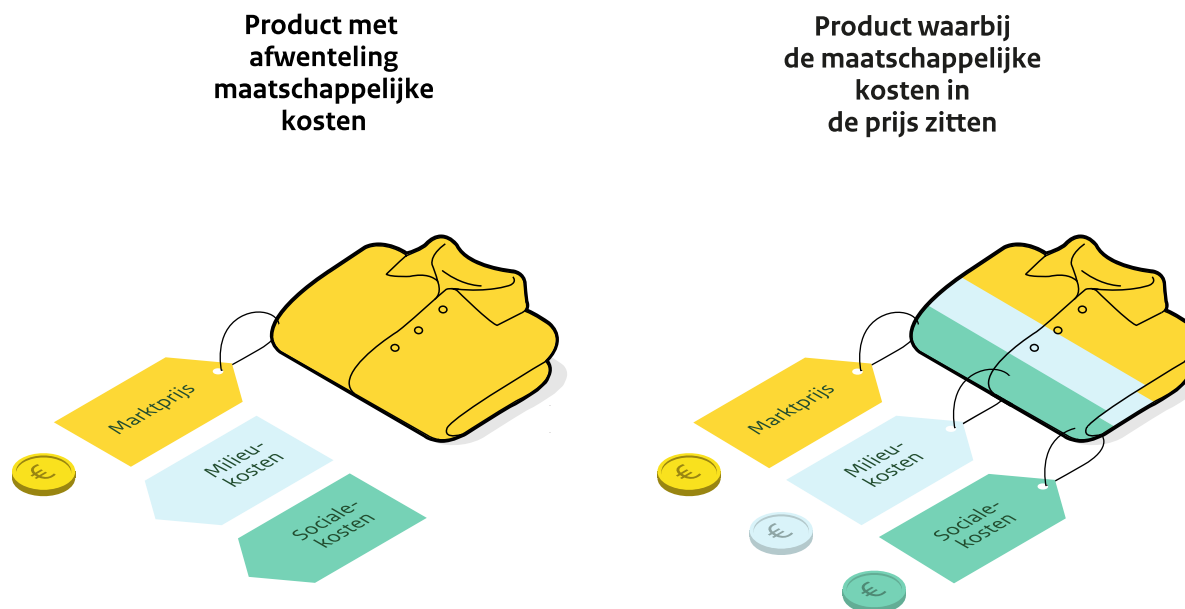 Product met
afwenteling
maatschappelijke
kosten
Marktprijs
€
Milieu-
kosten
Sociale-
kosten
Product waarbij
de maatschappelijke
kosten in
de prijs zitten
Marktprijs
€
Milieu-
kosten
€
Sociale-
kosten
€